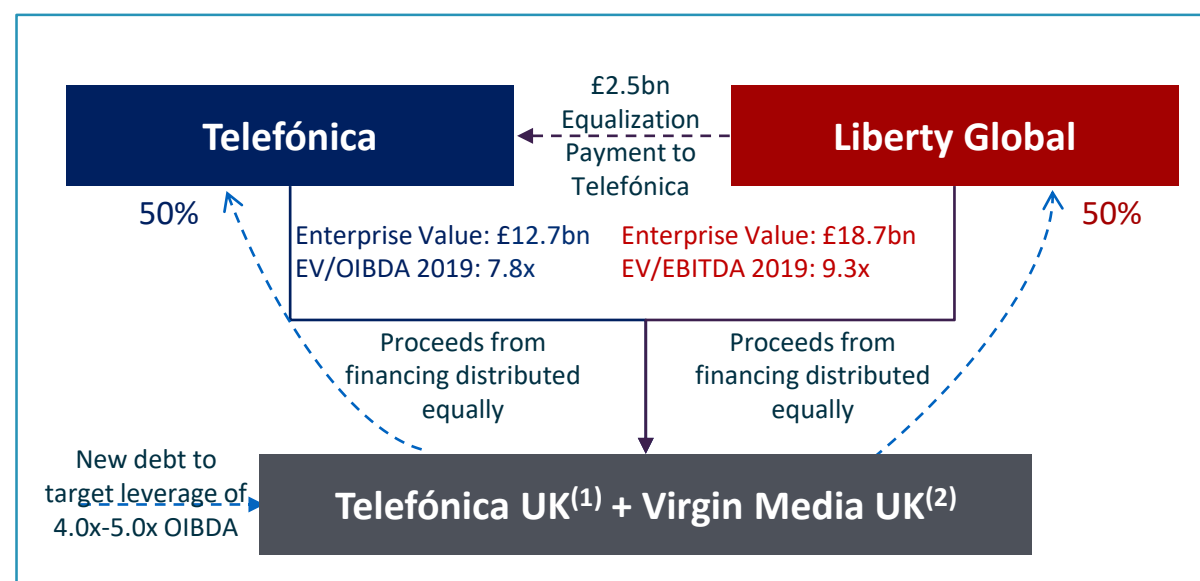 £2.5bn
Equalization
Payment to
Telefónica
Telefónica
Liberty Global
50%
50%
Enterprise Value: £12.7bn
EV/OIBDA 2019: 7.8x
Enterprise Value: £18.7bn
EV/EBITDA 2019: 9.3x
Proceeds from
financing distributed
equally
Proceeds from
financing distributed
equally
New debt to
target leverage of
4.0x-5.0x OIBDA
Telefónica UK(1) + Virgin Media UK(2)